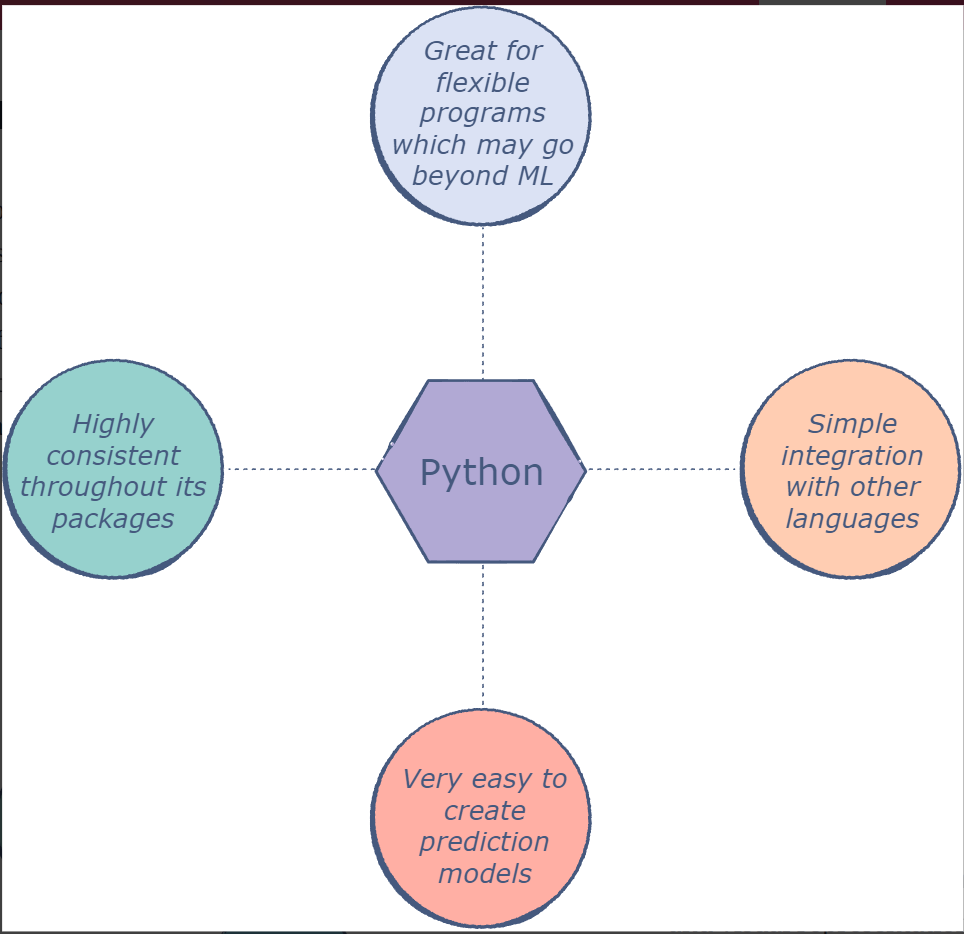 Great for
flexible
programs
which may go
beyond ML
Highly
consistent
throughout its
packages
Python
Simple
integration
with other
languages
Very easy to
create
prediction
models